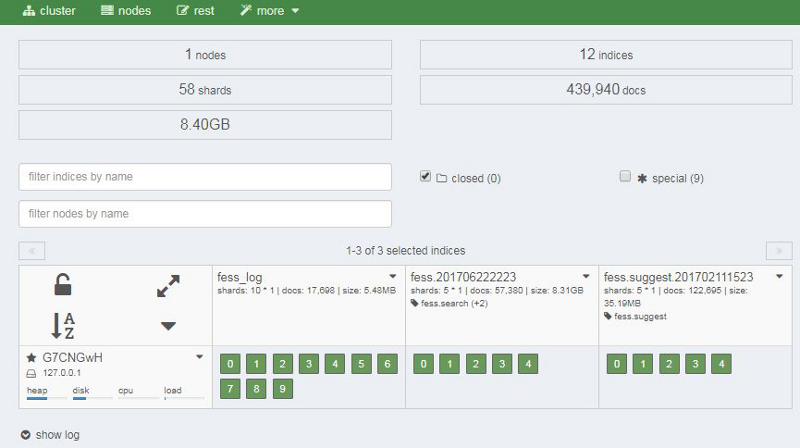 cluster nodes rest more
1 nodes 12 indices
58 shards 439,940 docs
8.40GB
filter indices by name closed (0) special (9)
filter nodes by name
1-3 of 3 selected indices
fess_log
shards: 10 * 1 | docs: 17,698 | size: 5.48MB
fess.201706222223
shards: 5 * 1 | docs: 57,380 | size: 8.31GB
fess.search (+2)
fess.suggest.201702111523
shards: 5 * 1 | docs: 122,695 | size:
35.19MB
fess.suggest
A
Z
G7CNGwH
127.0.0.1
heap disk cpu load
0 1 2 3 4 5 6
7 8 9
0 1 2 3 4
0 1 2 3 4
show log